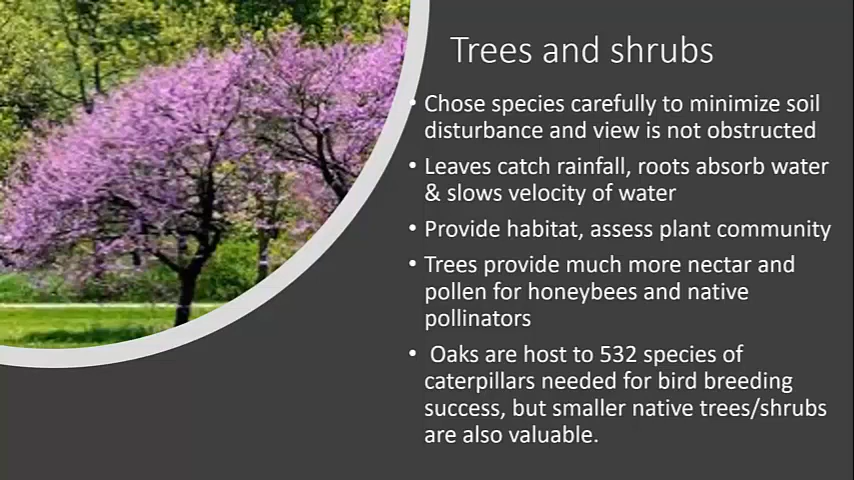 Trees and shrubs
• Chose species carefully to minimize soil
disturbance and view is not obstructed
• Leaves catch rainfall, roots absorb water
& slows velocity of water
• Provide habitat, assess plant community
• Trees provide much more nectar and
pollen for honeybees and native
pollinators
• Oaks are host to 532 species of
caterpillars needed for bird breeding
success, but smaller native trees/shrubs
are also valuable.